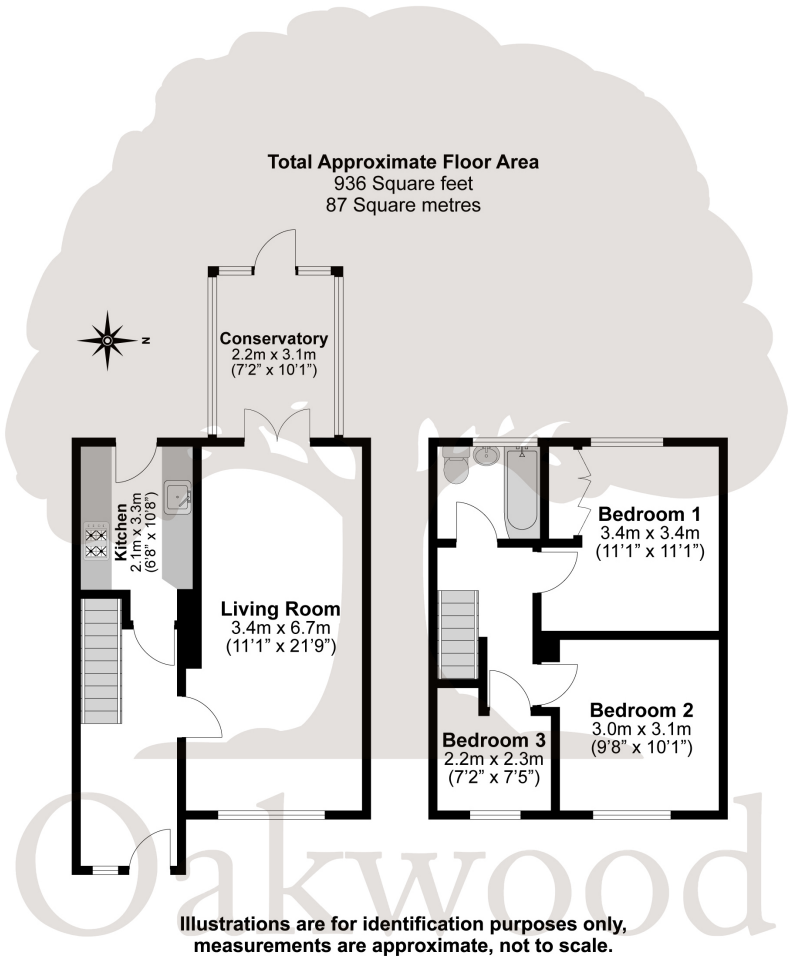 Total Approximate Floor Area
936 Square feet
87 Square metres
N
Conservatory
2.2m x 3.1m
(7'2" x 10'1")
Kitchen
2.1m x 3.3m
(6'8" x 10'8")
Living Room
3.4m x 6.7m
(11'1" x 21'9")
Bedroom 1
3.4m x 3.4m
(11'1" x 11'1")
Bedroom 2
3.0m x 3.1m
(9'8" x 10'1")
Bedroom 3
2.2m x 2.3m
(7'2" x 7'5")
Oakwood
Illustrations are for identification purposes only,
measurements are approximate, not to scale.